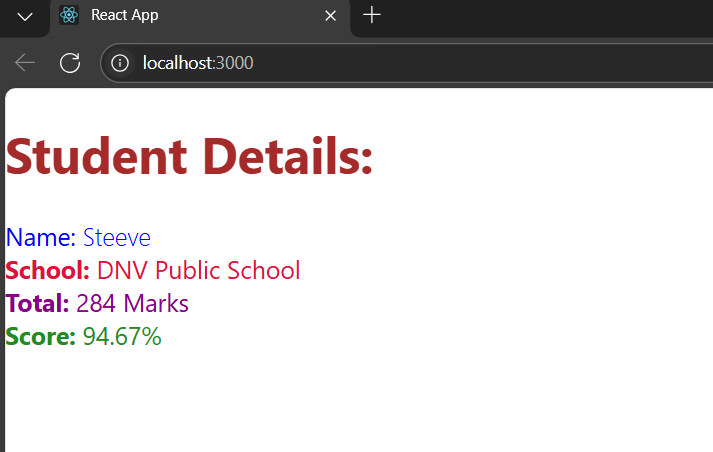 React App
localhost:3000
Student Details:
Name: Steeve
School: DNV Public School
Total: 284 Marks
Score: 94.67%